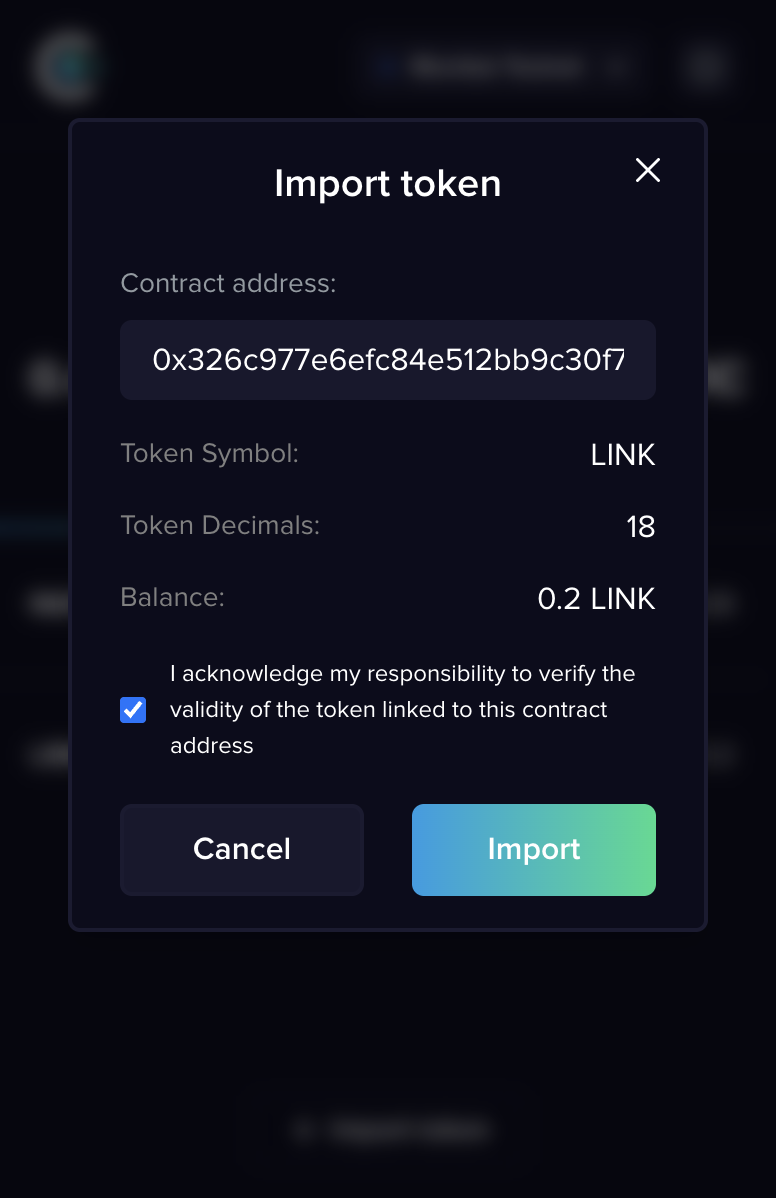 Import token
Contract address:
0x326c977e6efc84e512bb9c30f7
Token Symbol:
LINK
Token Decimals:
18
Balance:
0.2 LINK
I acknowledge my responsibility to verify the
validity of the token linked to this contract
address
Cancel
Import